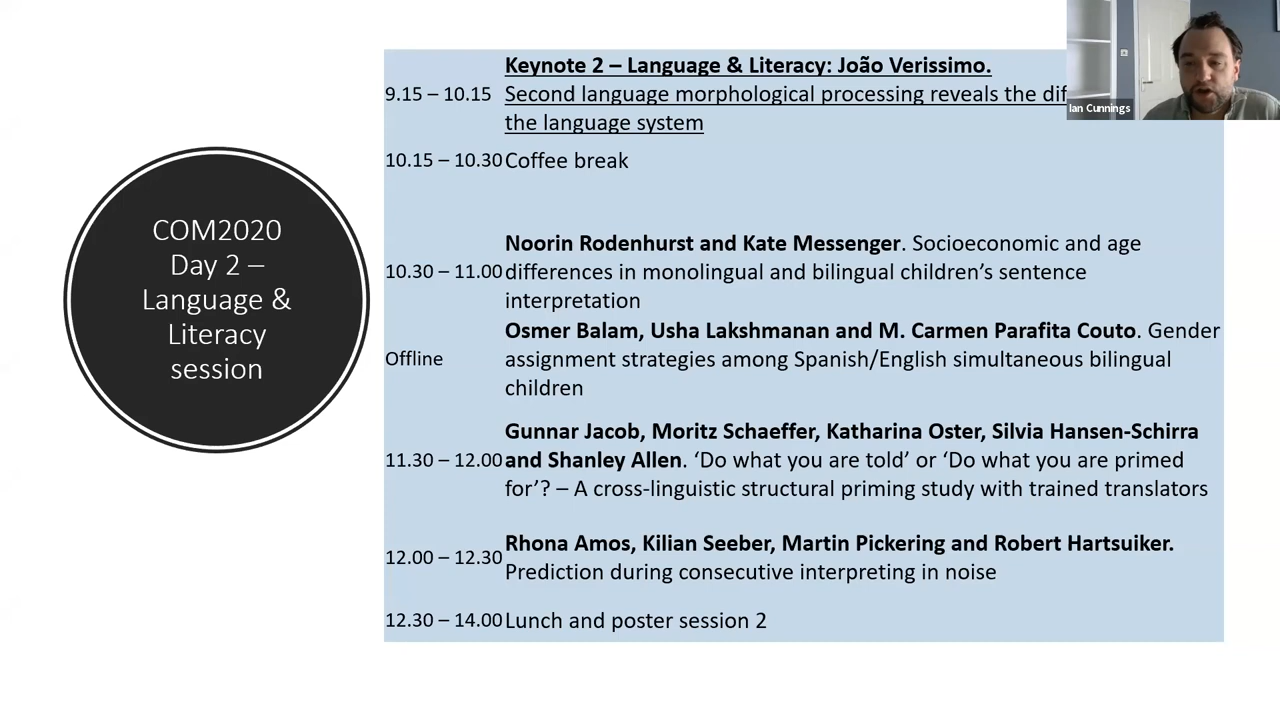 COM2020
Day 2 –
Language &
Literacy
session
Keynote 2 – Language & Literacy: João Verissimo.
9.15 – 10.15 Second language morphological processing reveals the
the language system
10.15 – 10.30 Coffee break
Noorin Rodenhurst and Kate Messenger. Socioeconomic and age
10.30 – 11.00 differences in monolingual and bilingual children’s sentence
interpretation
Osmer Balam, Usha Lakshmanan and M. Carmen Parafita Couto. Gender
Offline assignment strategies among Spanish/English simultaneous bilingual
children
Gunnar Jacob, Moritz Schaeffer, Katharina Oster, Silvia Hansen-Schirra
11.30 – 12.00 and Shanley Allen. ‘Do what you are told’ or ‘Do what you are primed
for’? – A cross-linguistic structural priming study with trained translators
Rhona Amos, Kilian Seeber, Martin Pickering and Robert Hartsuiker.
12.00 – 12.30 Prediction during consecutive interpreting in noise
12.30 – 14.00 Lunch and poster session 2
Ian Cunnings